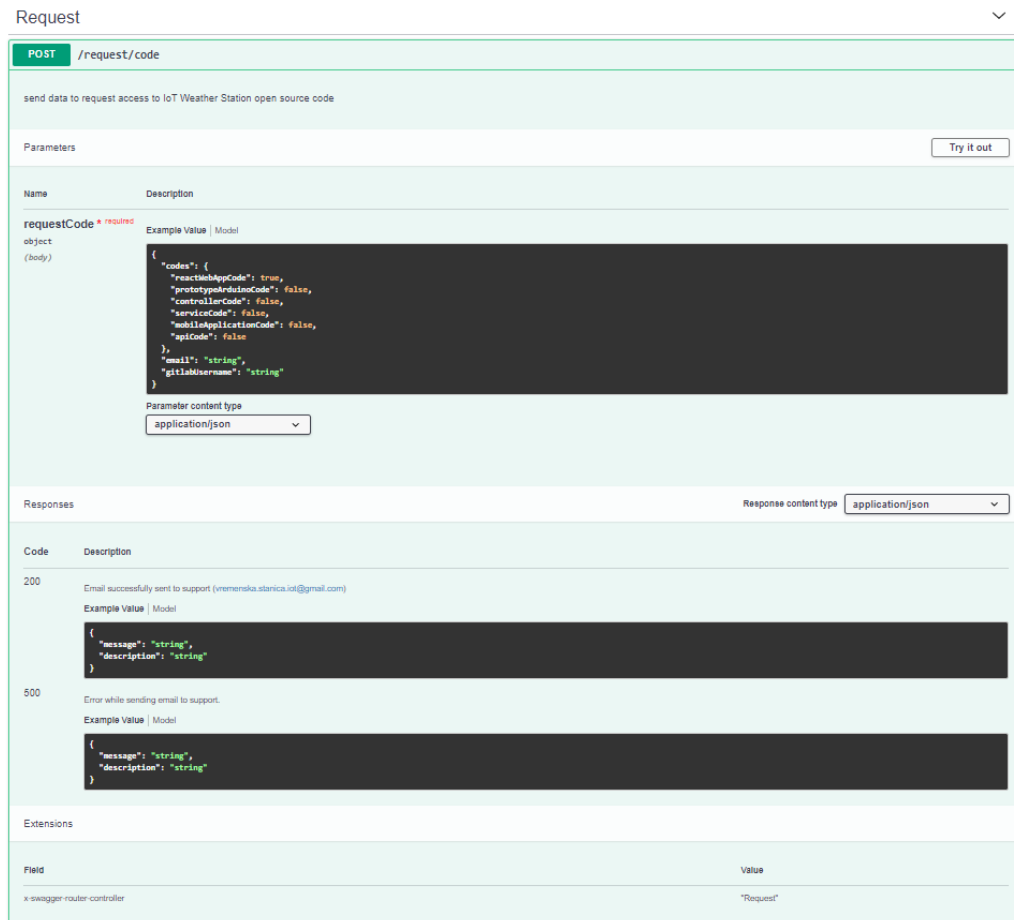 Request
POST /request/code
send data to request access to IoT Weather Station open source code
Parameters
Try it out
Name Description
requestCode * required
object
(body)
Example Value | Model
{
"codes": {
"reactWebAppCode": true,
"prototypeArduinoCode": false,
"controllerCode": false,
"serviceCode": false,
"mobileApplicationCode": false,
"apiCode": false
},
"email": "string",
"gitlabUsername": "string"
}
Parameter content type
application/json
Responses Response content type application/json
Code Description
200 Email successfully sent to support (vremenska.stanica.iot@gmail.com)
Example Value | Model
{
"message": "string",
"description": "string"
}
500 Error while sending email to support.
Example Value | Model
{
"message": "string",
"description": "string"
}
Extensions
Field Value
x-swagger-router-controller "Request"